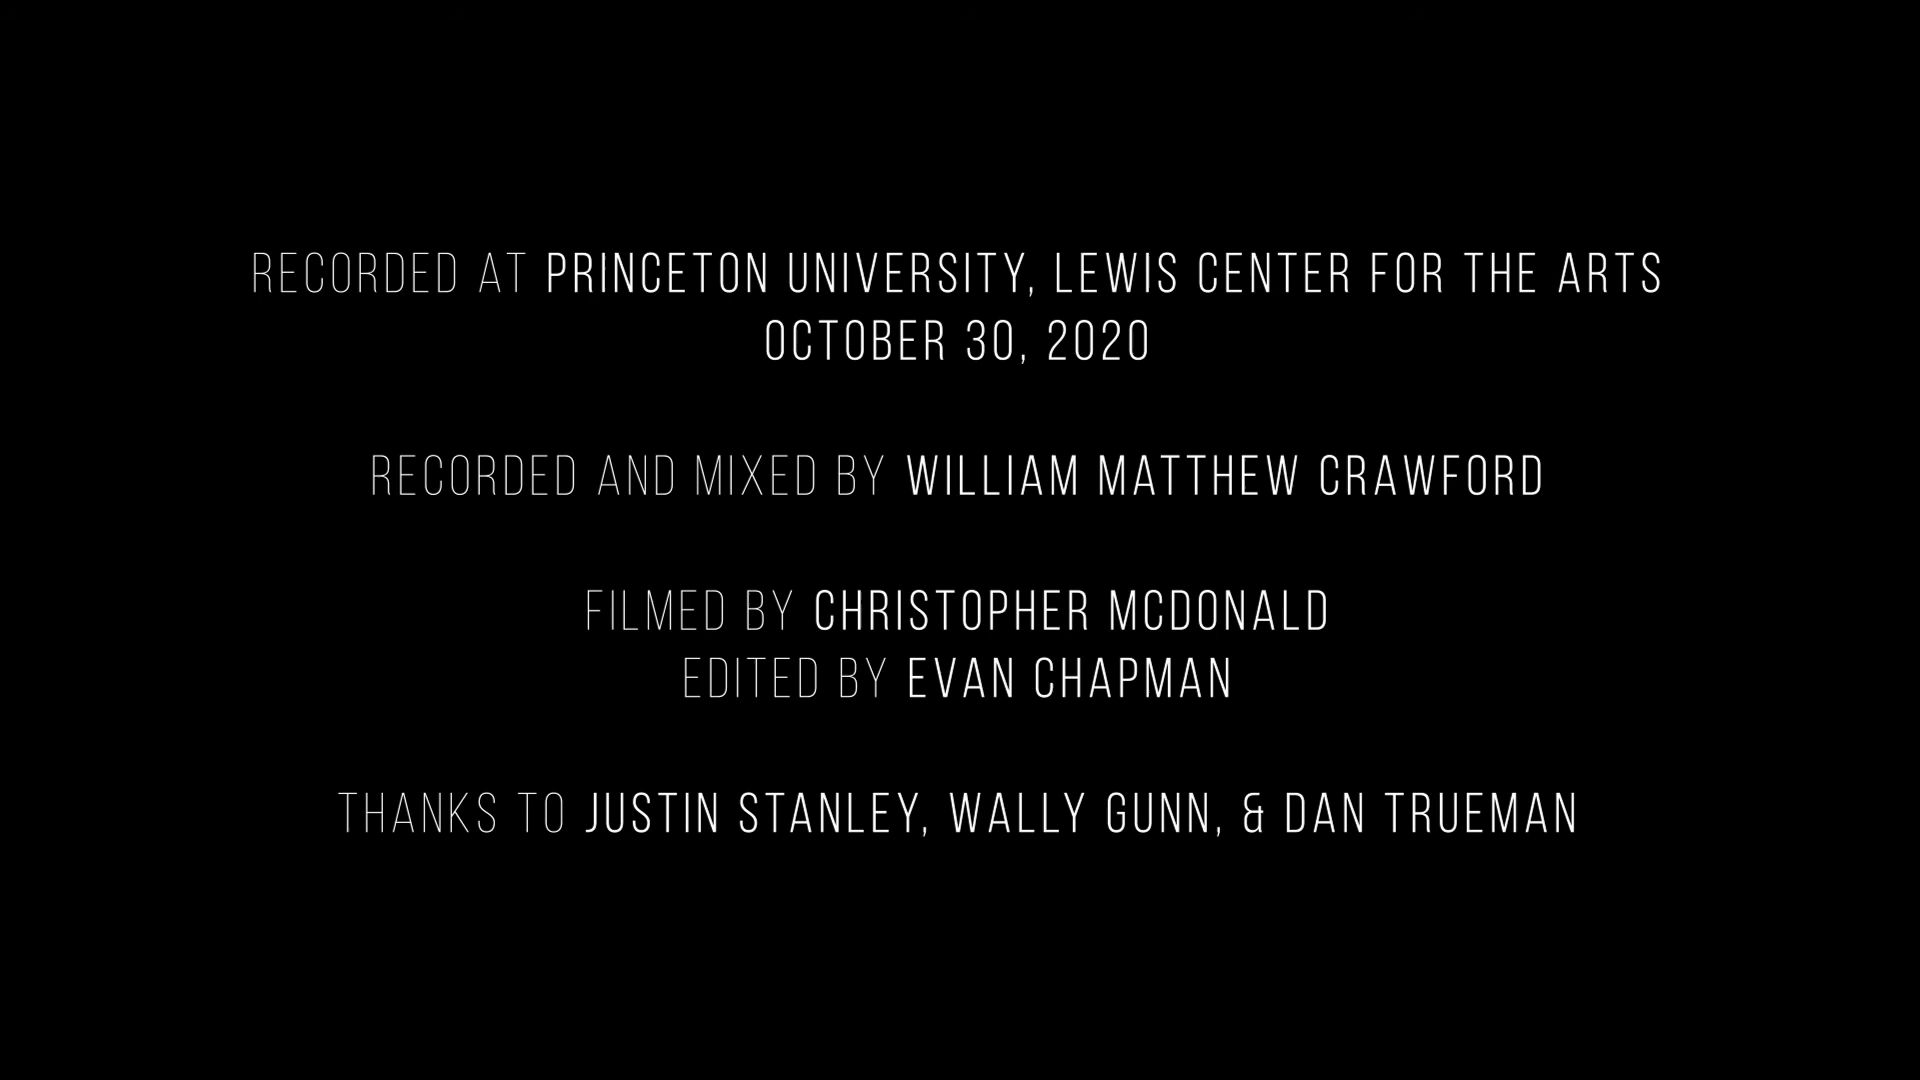 RECORDED AT PRINCETON UNIVERSITY, LEWIS CENTER FOR THE ARTS
OCTOBER 30, 2020
RECORDED AND MIXED BY WILLIAM MATTHEW CRAWFORD
FILMED BY CHRISTOPHER MCDONALD
EDITED BY EVAN CHAPMAN
THANKS TO JUSTIN STANLEY, WALLY GUNN, & DAN TRUEMAN